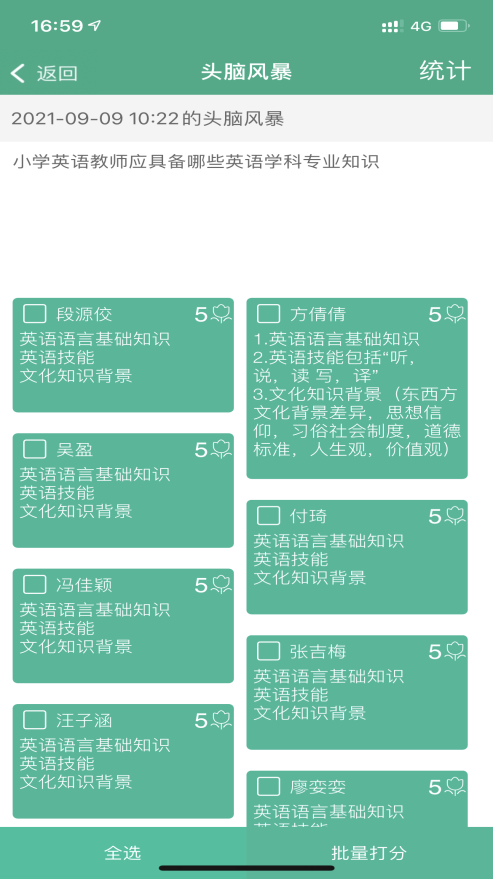 16:59
4G
返回
头脑风暴
统计
2021-09-09 10:22的头脑风暴
小学英语教师应具备哪些英语学科专业知识
段源佼
5
英语语言基础知识
英语技能
文化知识背景
吴盈
5
英语语言基础知识
英语技能
文化知识背景
冯佳颖
5
英语语言基础知识
英语技能
文化知识背景
汪子涵
5
英语语言基础知识
英语技能
文化知识背景
方倩倩
5
1.英语语言基础知识
2.英语技能包括“听，
说，读 写，译”
3.文化知识背景（东西方
文化背景差异，思想信
仰，习俗社会制度，道德
标准，人生观，价值观）
付琦
5
英语语言基础知识
英语技能
文化知识背景
张吉梅
5
英语语言基础知识
英语技能
文化知识背景
廖娈娈
5
英语语言基础知识
英语技能
全选
批量打分